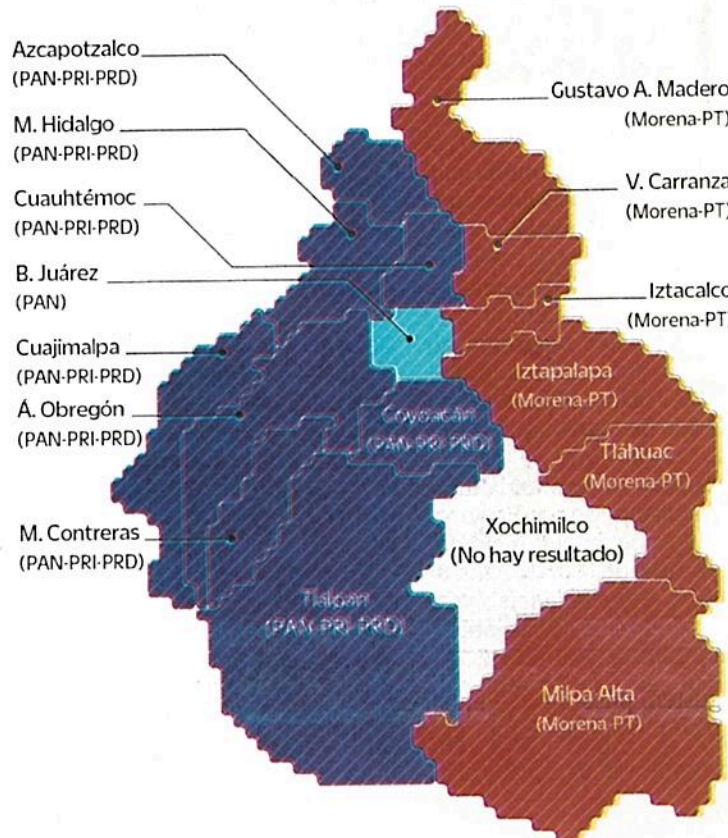 Azcapotzalco
(PAN-PRI-PRD)
M. Hidalgo
(PAN-PRI-PRD)
Cuauhtémoc
(PAN-PRI-PRD)
B. Juárez
(PAN)
Cuajimalpa
(PAN-PRI-PRD)
Á. Obregón
(PAN-PRI-PRD)
M. Contreras
(PAN-PRI-PRD)
Gustavo A. Madero
(Morena-PT)
V. Carranza
(Morena-PT)
Iztacalco
(Morena-PT)
Iztapalapa
(Morena-PT)
Coyoacán
(PAN-PRI-PRD)
Tláhuac
(Morena-PT)
Xochimilco
(No hay resultado)
Tlalpan
(PAN-PRI-PRD)
Milpa Alta
(Morena-PT)